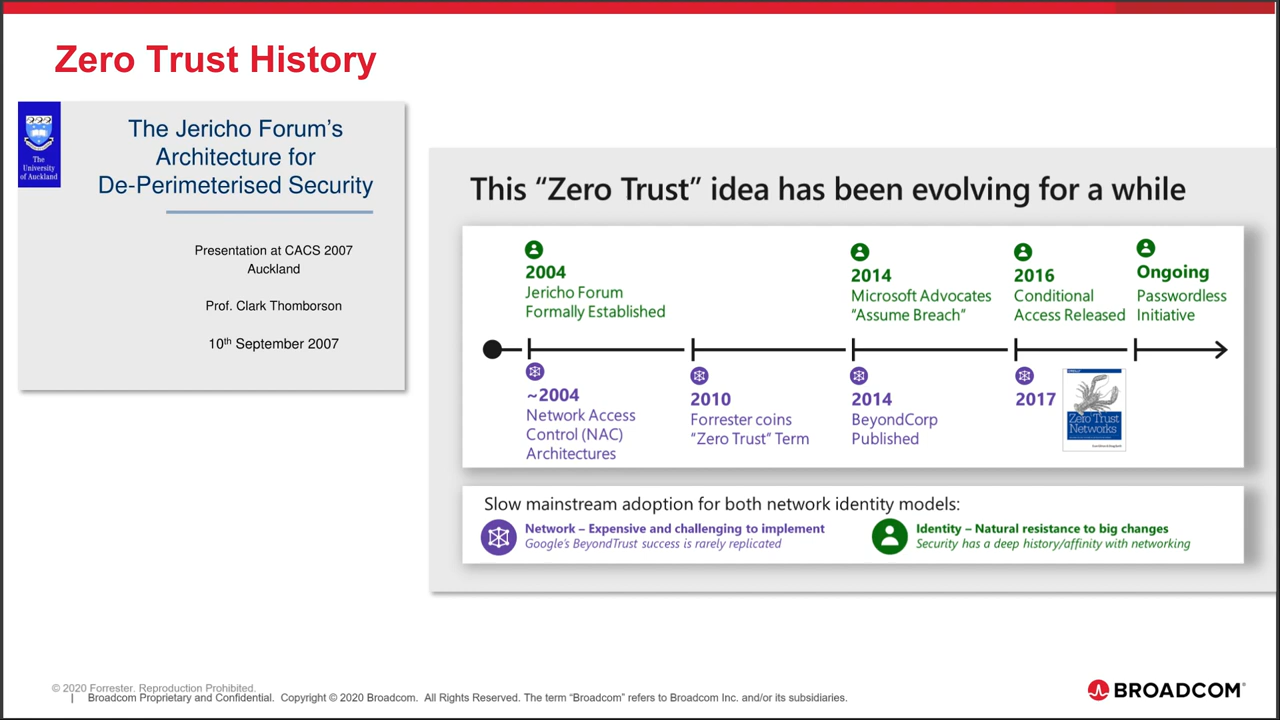 Zero Trust History
The
University
of Auckland
The Jericho Forum's
Architecture for
De-Perimeterised Security
Presentation at CACS 2007
Auckland
Prof. Clark Thomborson
10th September 2007
This “Zero Trust” idea has been evolving for a while
2004
Jericho Forum
Formally Established
2014
Microsoft Advocates
“Assume Breach”
2016
Conditional
Access Released
Ongoing
Passwordless
Initiative
~2004
Network Access
Control (NAC)
Architectures
2010
Forrester coins
“Zero Trust” Term
2014
BeyondCorp
Published
2017
Zero Trust
Networks
Slow mainstream adoption for both network identity models:
Network – Expensive and challenging to implement
Google's BeyondTrust success is rarely replicated
Identity – Natural resistance to big changes
Security has a deep history/affinity with networking
© 2020 Forrester. Reproduction Prohibited.
| Broadcom Proprietary and Confidential. Copyright © 2020 Broadcom. All Rights Reserved. The term “Broadcom” refers to Broadcom Inc. and/or its subsidiaries.
BROADCOM®